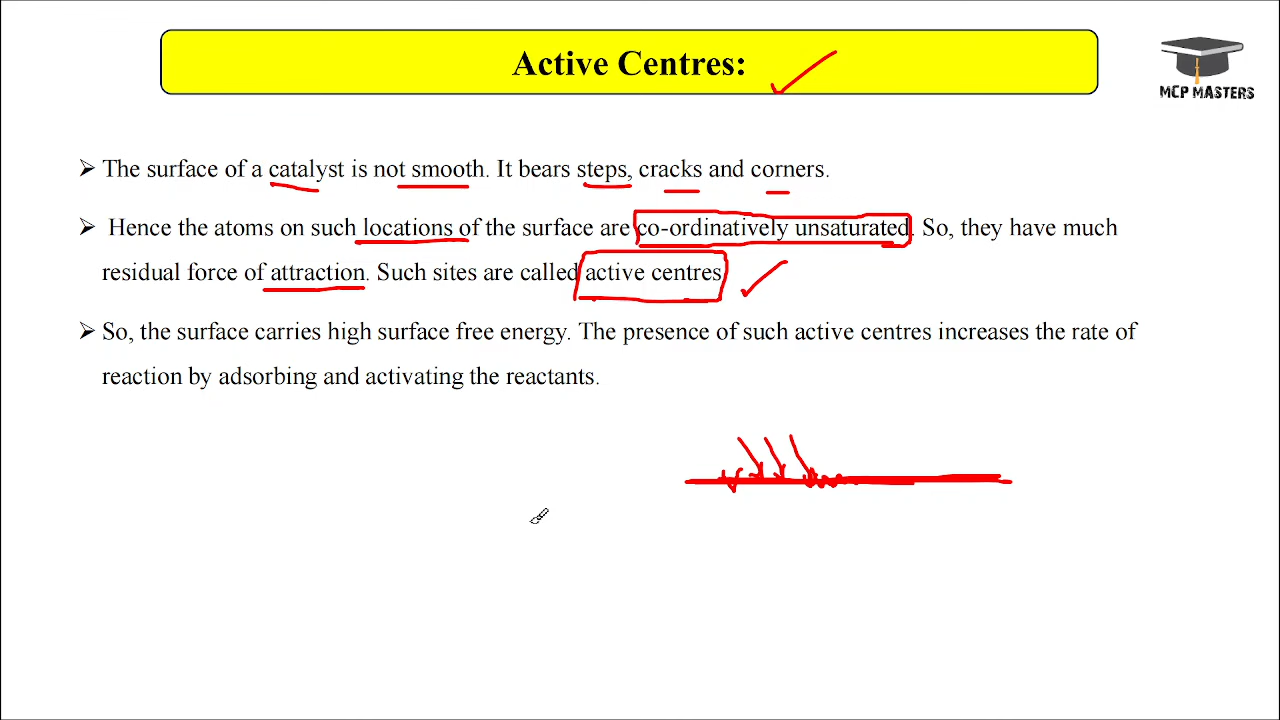 Active Centres:
MCP MASTERS
➢ The surface of a catalyst is not smooth. It bears steps, cracks and corners.
➢ Hence the atoms on such locations of the surface are co-ordinatively unsaturated. So, they have much
residual force of attraction. Such sites are called active centres
➢ So, the surface carries high surface free energy. The presence of such active centres increases the rate of
reaction by adsorbing and activating the reactants.